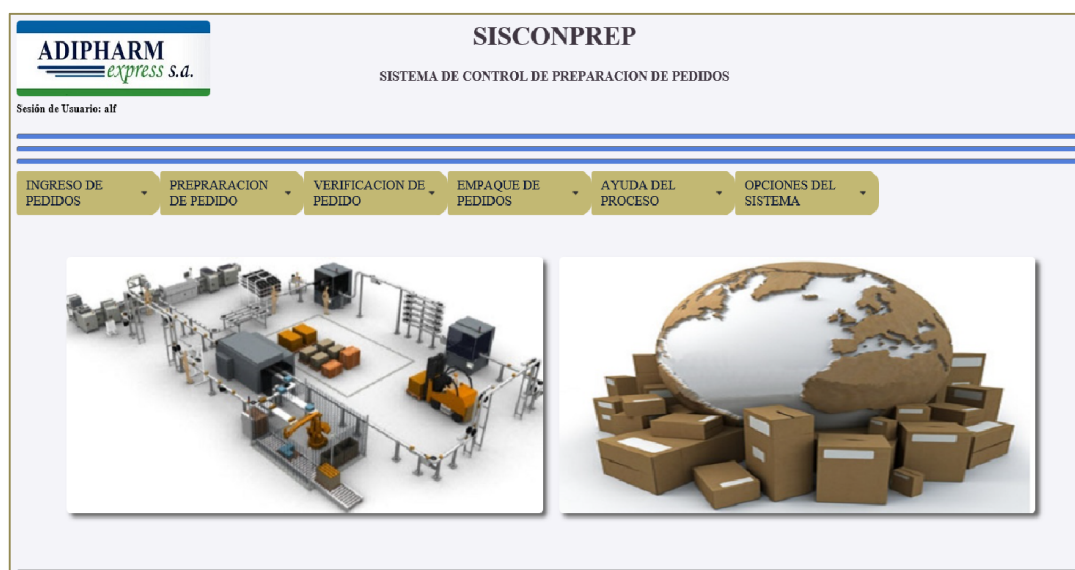 ADIPHARM
express s.a.
SISCONPREP
SISTEMA DE CONTROL DE PREPARACION DE PEDIDOS
Sesión de Usuario: alf
INGRESO DE
PEDIDOS
PREPRARACION
DE PEDIDO
VERIFICACION DE
PEDIDO
EMPAQUE DE
PEDIDOS
AYUDA DEL
PROCESO
OPCIONES DEL
SISTEMA